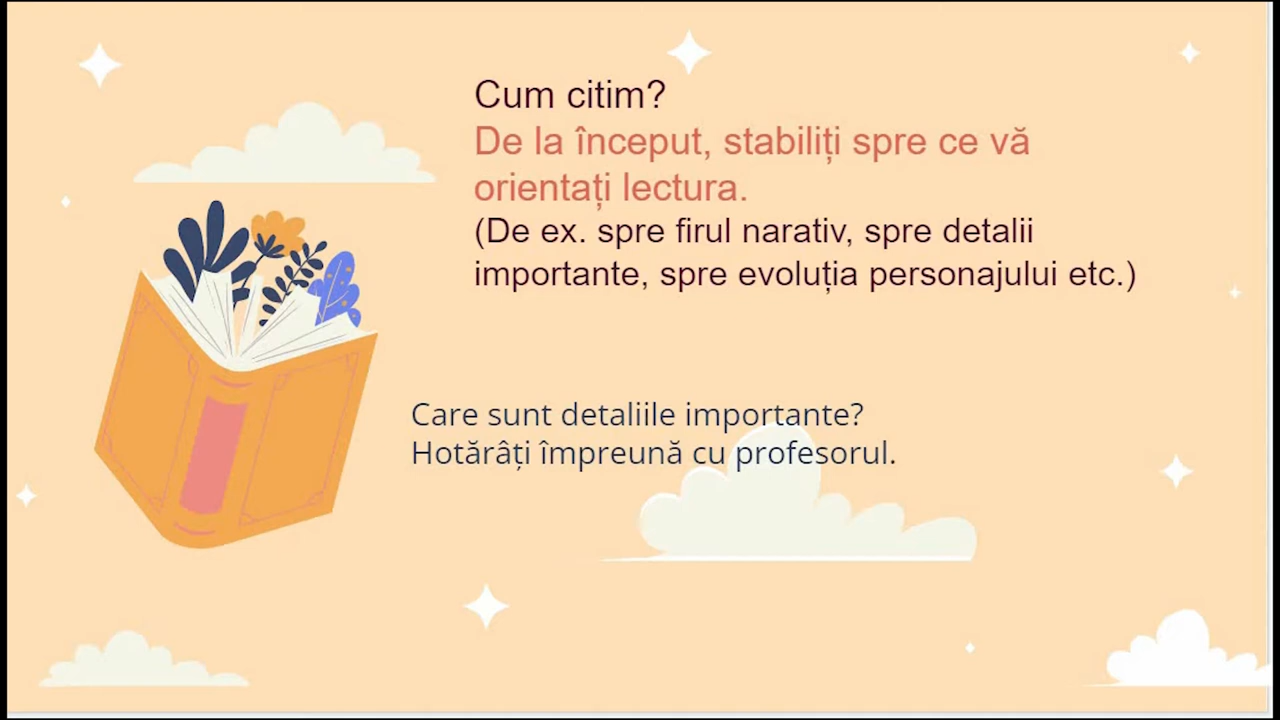 Cum citim?
De la început, stabiliți spre ce vă
orientați lectura.
(De ex. spre firul narativ, spre detalii
importante, spre evoluția personajului etc.)
Care sunt detaliile importante?
Hotărâți împreună cu profesorul.